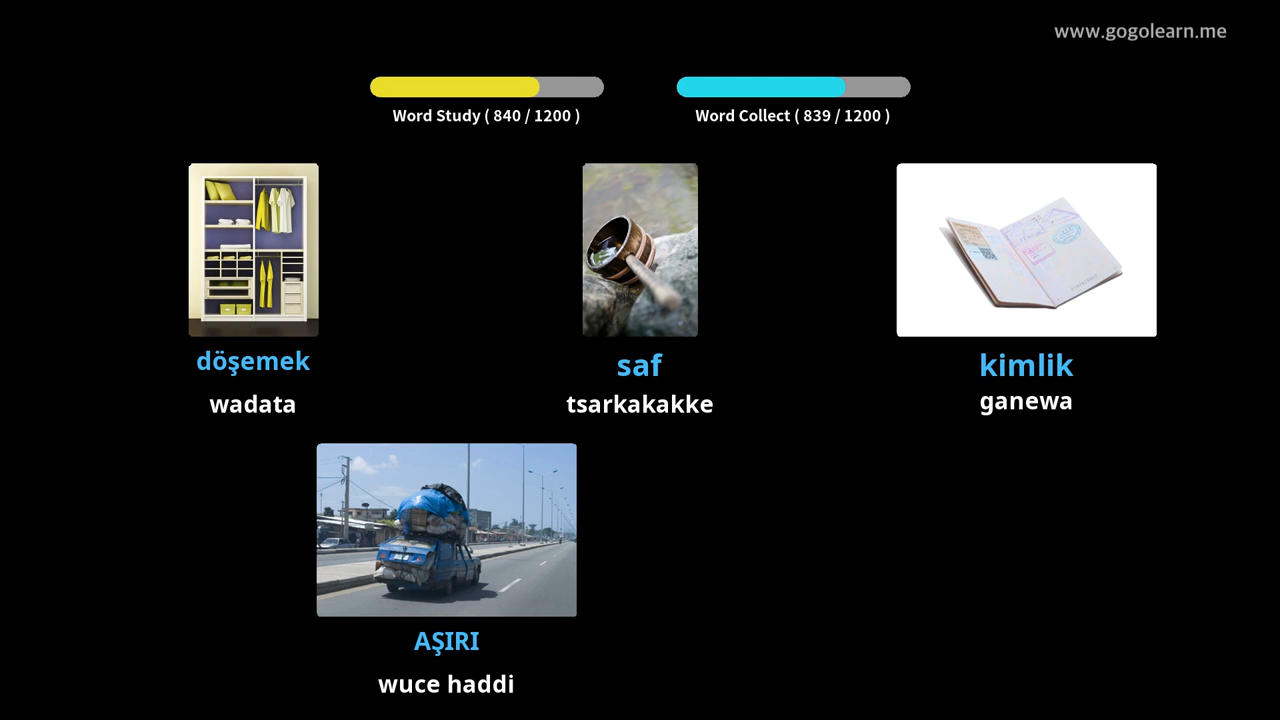 www.gogolearn.me
Word Study ( 840 / 1200 )
Word Collect ( 839 / 1200 )
döşemek
wadata
saf
tsarkakakke
kimlik
ganewa
AŞIRI
wuce haddi